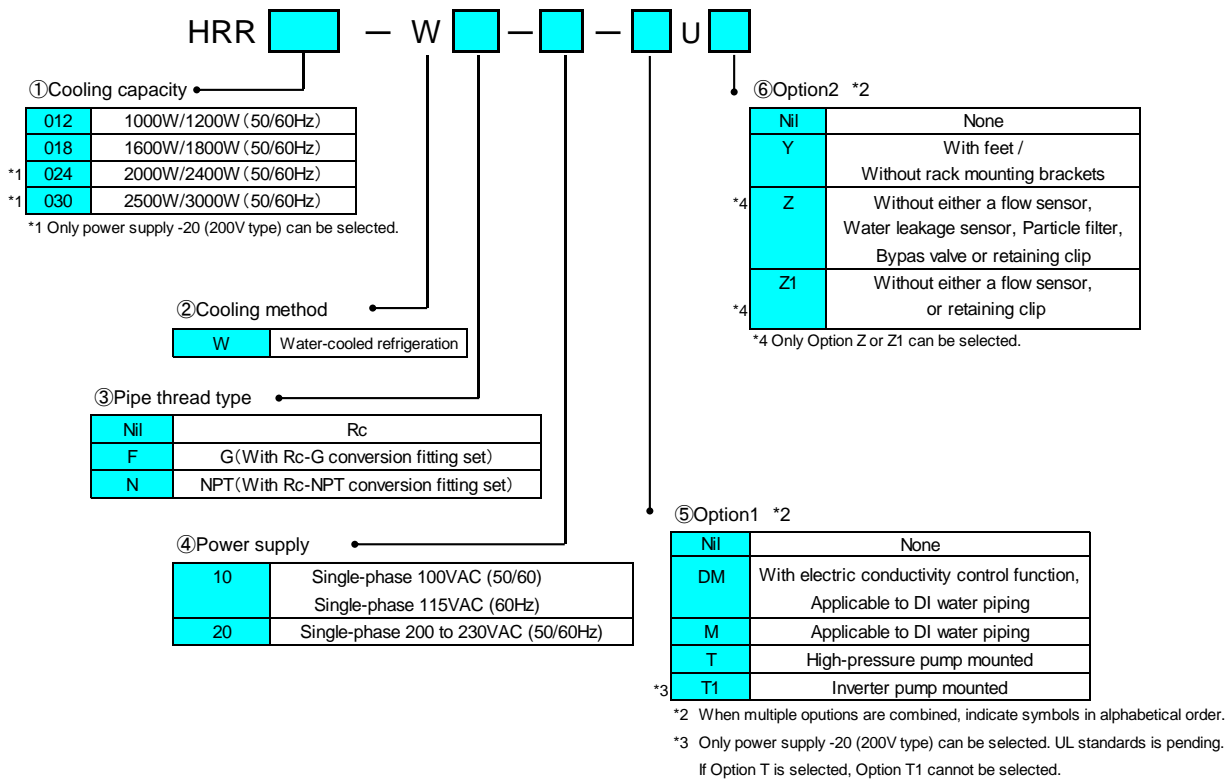 HRR － W － － U
①Cooling capacity
012 1000W/1200W（50/60Hz）
018 1600W/1800W（50/60Hz）
*1 024 2000W/2400W（50/60Hz）
*1 030 2500W/3000W（50/60Hz）
*1 Only power supply -20 (200V type) can be selected.
②Cooling method
W Water-cooled refrigeration
③Pipe thread type
Nil Rc
F G（With Rc-G conversion fitting set）
N NPT（With Rc-NPT conversion fitting set）
④Power supply
10 Single-phase 100VAC (50/60)
Single-phase 115VAC (60Hz)
20 Single-phase 200 to 230VAC (50/60Hz)
⑥Option2 *2
Nil None
Y With feet /
Without rack mounting brackets
*4 Z Without either a flow sensor,
Water leakage sensor, Particle filter,
Bypas valve or retaining clip
Z1 Without either a flow sensor,
*4 or retaining clip
*4 Only Option Z or Z1 can be selected.
⑤Option1 *2
Nil None
DM With electric conductivity control function,
Applicable to DI water piping
M Applicable to DI water piping
T High-pressure pump mounted
*3 T1 Inverter pump mounted
*2 When multiple oputions are combined, indicate symbols in alphabetical order.
*3 Only power supply -20 (200V type) can be selected. UL standards is pending.
If Option T is selected, Option T1 cannot be selected.